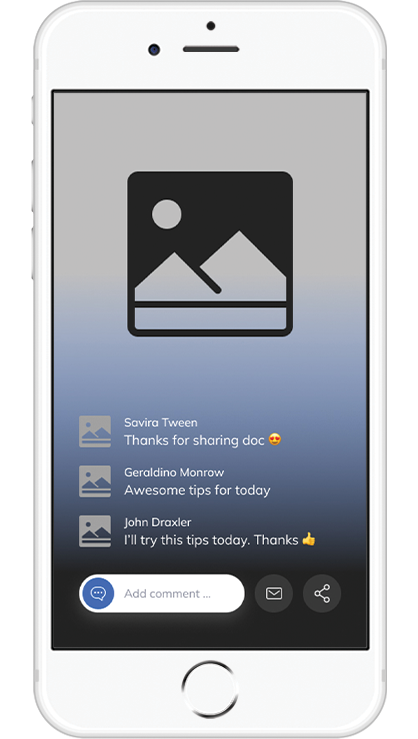 Savira Tween
Thanks for sharing doc 😍
Geraldino Monrow
Awesome tips for today
John Draxler
I'll try this tips today. Thanks 👍
Add comment ...